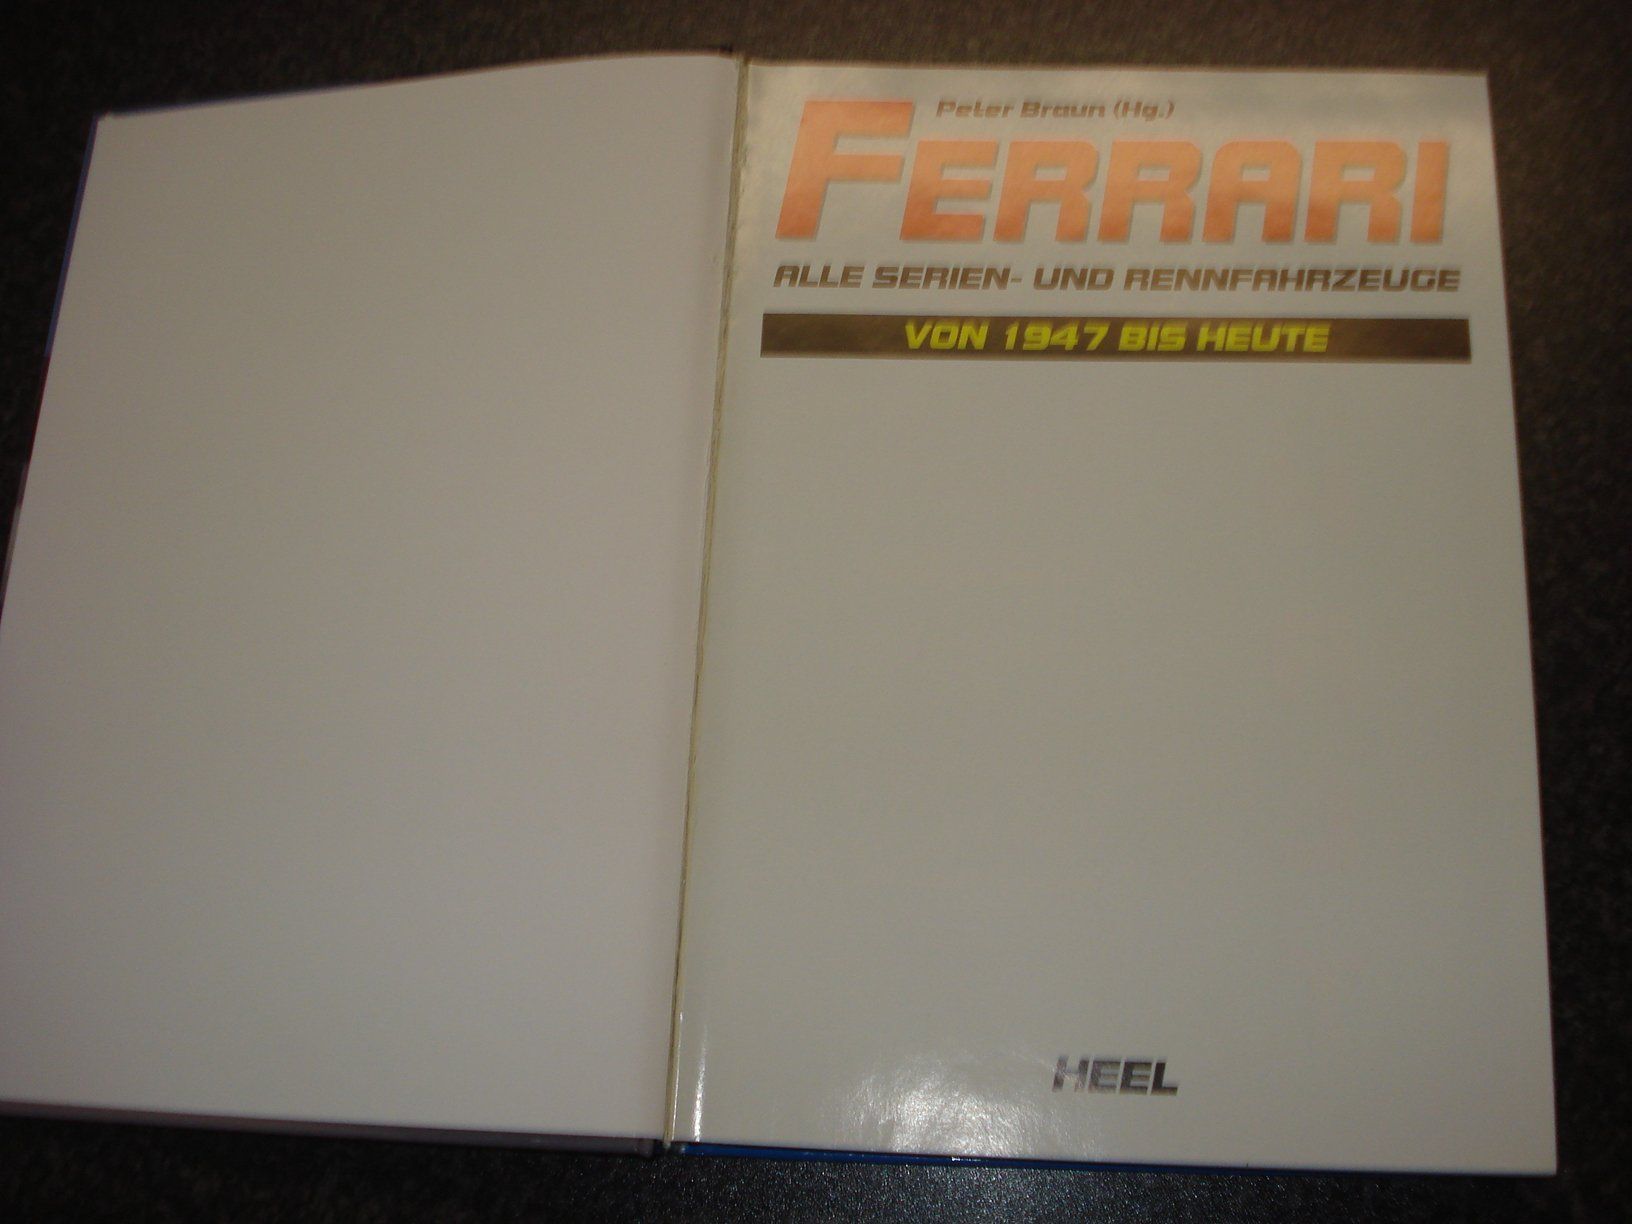 Peter Braun (Hg.)
FERRARI
ALLE SERIEN- UND RENNFAHRZEUGE
VON 1947 BIS HEUTE
HEEL